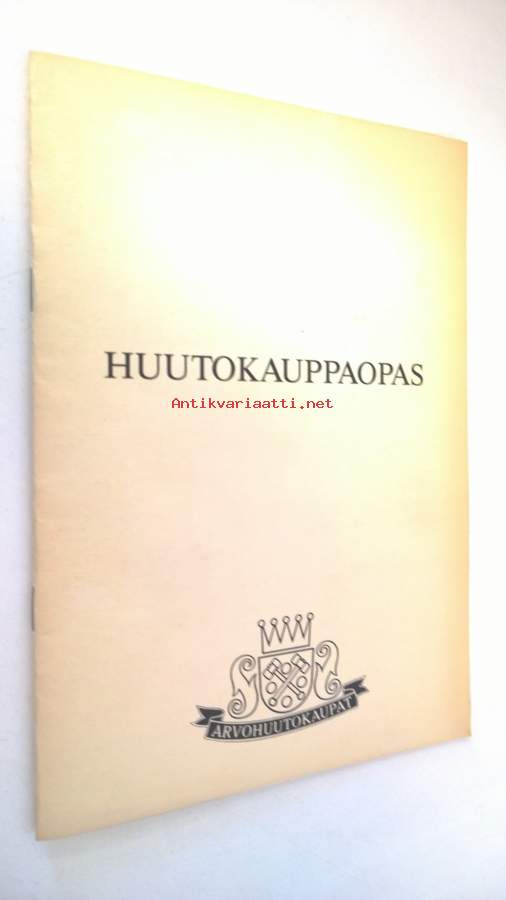 HUUTOKAUPPAOPAS
Antikvariaatti.net
ARVOHUUTOKAUPAT